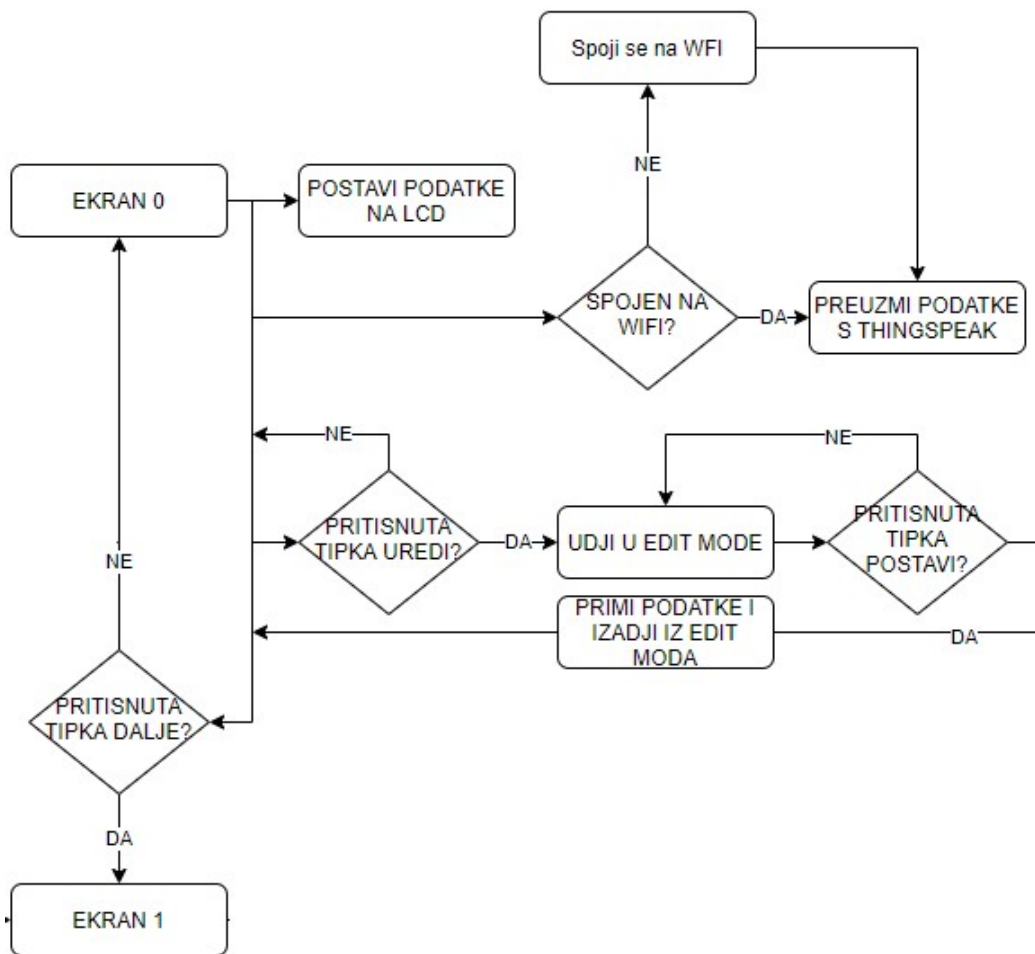 Spoji se na WFI
NE
EKRAN 0
POSTAVI PODATKE
NA LCD
SPOJEN NA
WIFI?
DA
PREUZMI PODATKE
S THINGSPEAK
NE
NE
PRITISNUTA
TIPKA UREDI?
DA
UDJI U EDIT MODE
PRITISNUTA
TIPKA
POSTAVI?
NE
PRIMI PODATKE I
IZADJI IZ EDIT
MODA
DA
PRITISNUTA
TIPKA DALJE?
DA
EKRAN 1